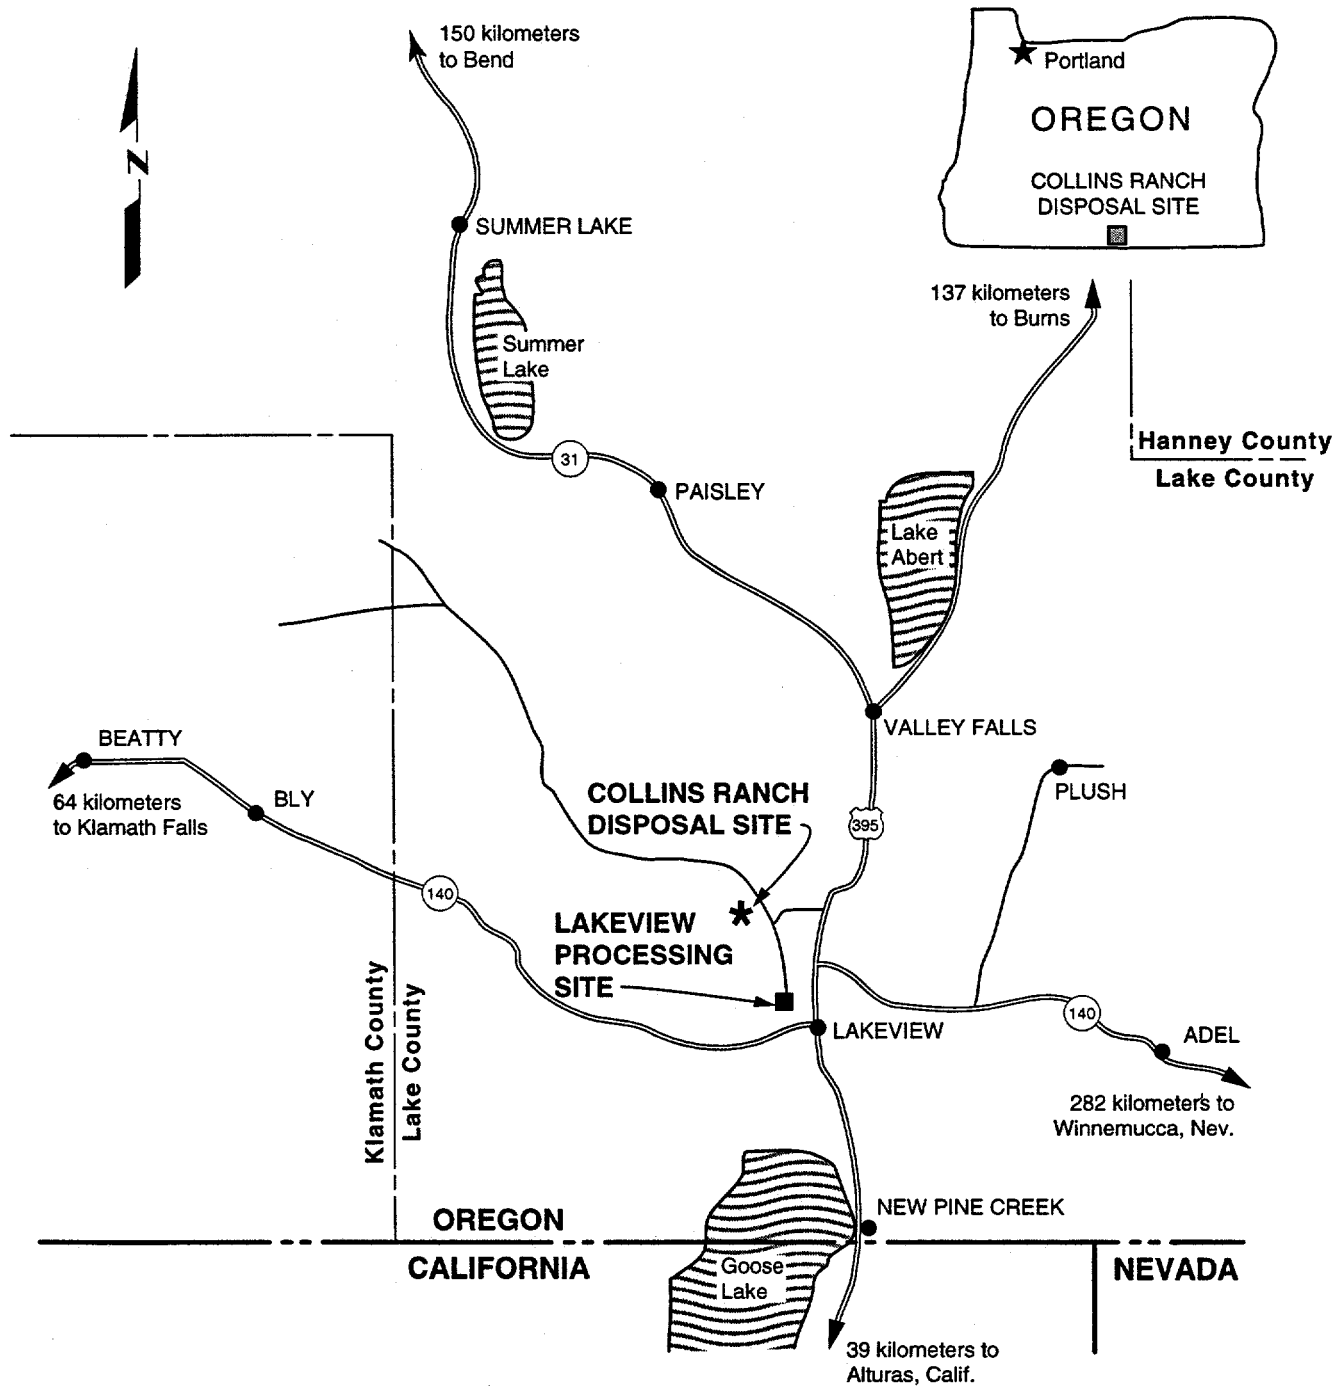 150 kilometers
to Bend
N
Portland
OREGON
COLLINS RANCH
DISPOSAL SITE
SUMMER LAKE
137 kilometers
to Burns
Summer
Lake
Hanney County
Lake County
31
PAISLEY
Lake
Abert
VALLEY FALLS
BEATTY
64 kilometers
to Klamath Falls
BLY
COLLINS RANCH
DISPOSAL SITE
395
PLUSH
140
LAKEVIEW
PROCESSING
SITE
Klamath County
Lake County
LAKEVIEW
140
ADEL
282 kilometers to
Winnemucca, Nev.
NEW PINE CREEK
OREGON
CALIFORNIA
Goose
Lake
NEVADA
39 kilometers to
Alturas, Calif.